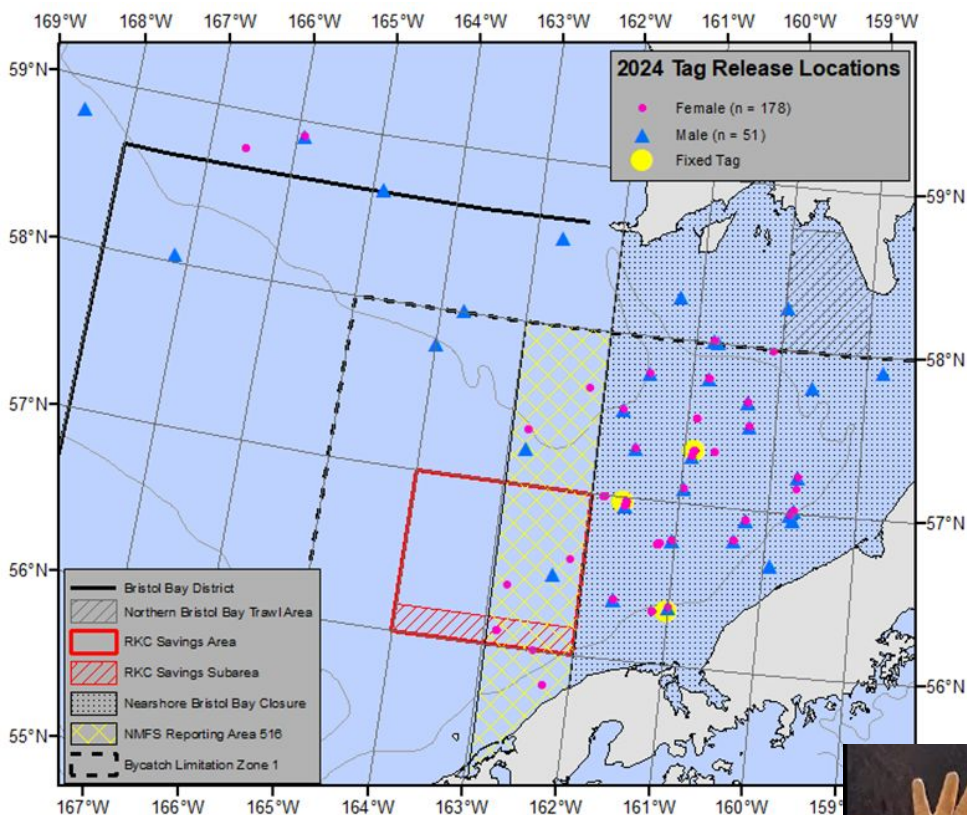 169°W 168°W 167°W 166°W 165°W 164°W 163°W 162°W 161°W 160°W 159°W
2024 Tag Release Locations
Female (n = 178)
Male (n = 51)
Fixed Tag
59°N
58°N
57°N
56°N
55°N
59°N
58°N
57°N
56°N
Bristol Bay District
Northern Bristol Bay Trawl Area
RKC Savings Area
RKC Savings Subarea
Nearshore Bristol Bay Closure
NMFS Reporting Area 516
Bycatch Limitation Zone 1
167°W 166°W 165°W 164°W 163°W 162°W 161°W 160°W 159°